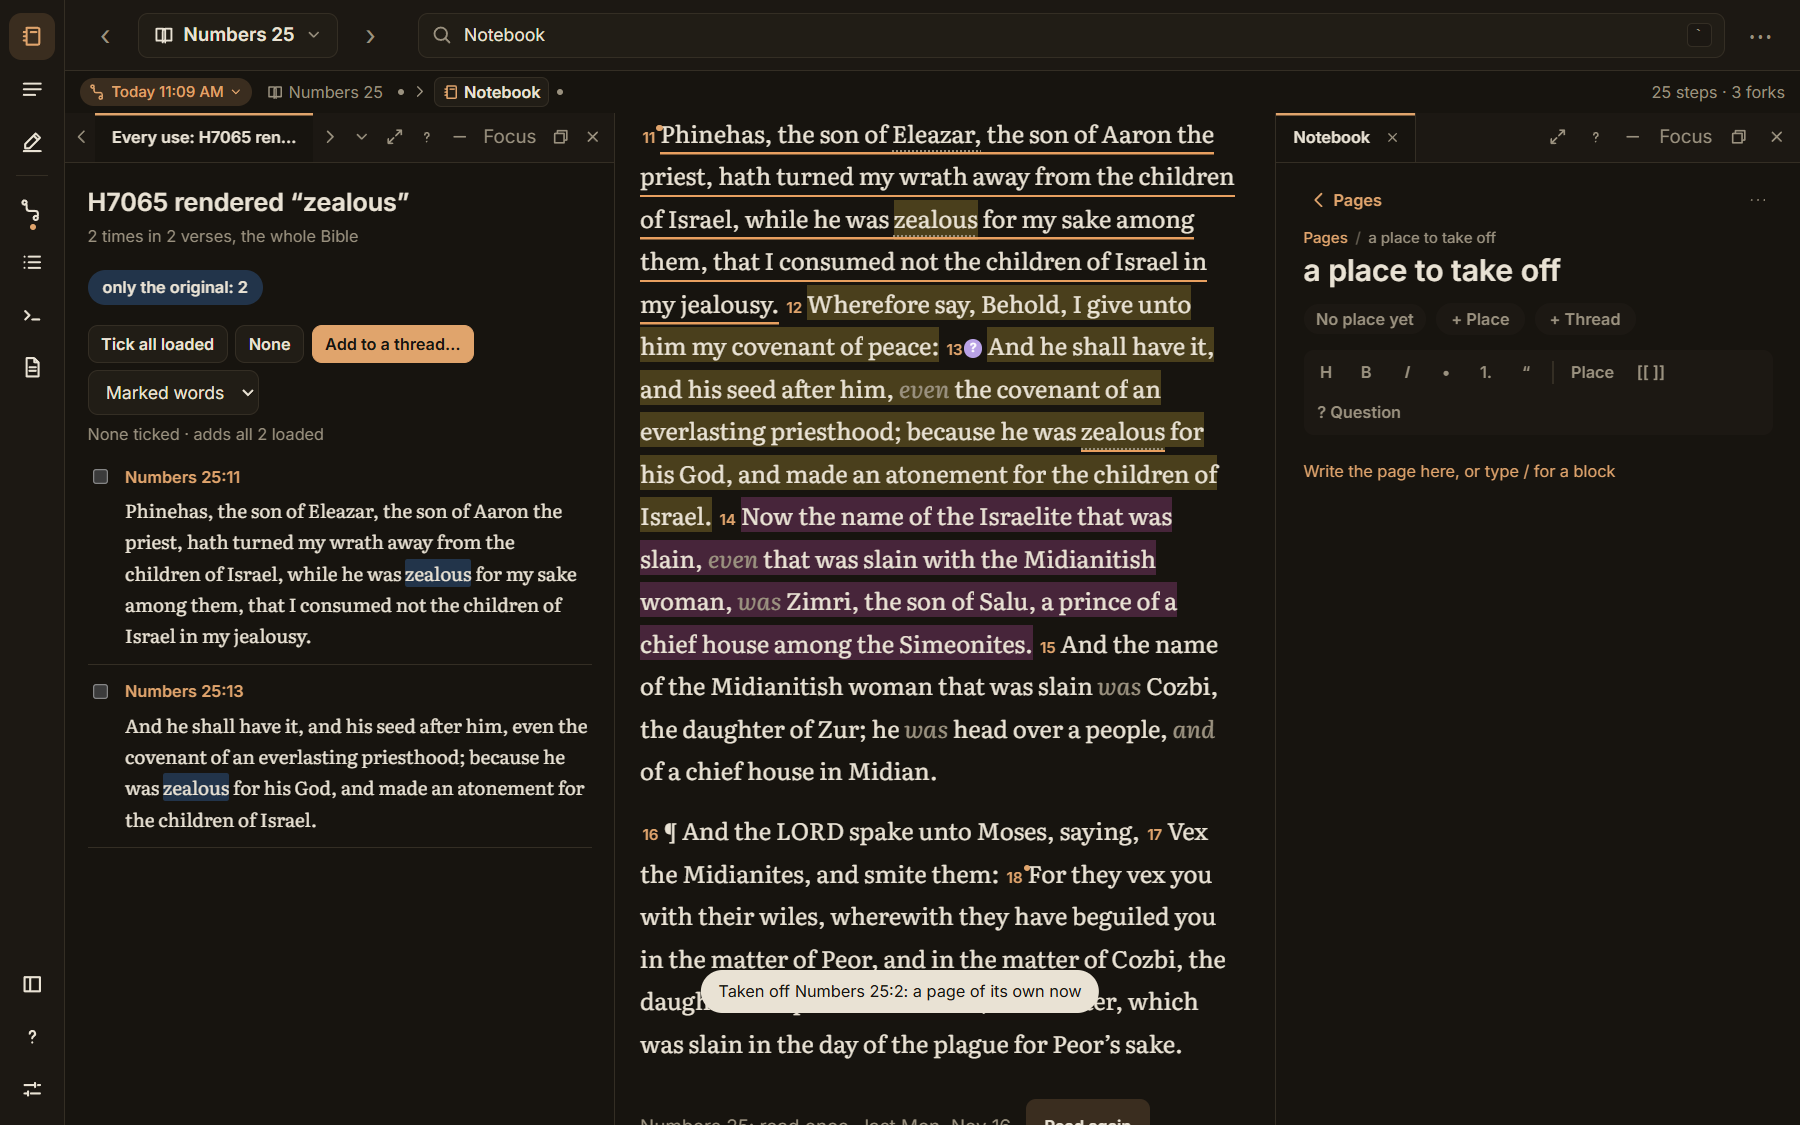 Numbers 25
Notebook
`
Today 11:09 AM
Numbers 25
Notebook
25 steps · 3 forks
Every use: H7065 ren...
?
Focus
H7065 rendered “zealous”
2 times in 2 verses, the whole Bible
only the original: 2
Tick all loaded
None
Add to a thread...
Marked words
None ticked · adds all 2 loaded
Numbers 25:11
Phinehas, the son of Eleazar, the son of Aaron the
priest, hath turned my wrath away from the
children of Israel, while he was zealous for my sake
among them, that I consumed not the children of
Israel in my jealousy.
Numbers 25:13
And he shall have it, and his seed after him, even the
covenant of an everlasting priesthood; because he
was zealous for his God, and made an atonement for
the children of Israel.
11 Phinehas, the son of Eleazar, the son of Aaron the
priest, hath turned my wrath away from the children
of Israel, while he was zealous for my sake among
them, that I consumed not the children of Israel in
my jealousy. 12 Wherefore say, Behold, I give unto
him my covenant of peace: 13 ? And he shall have it,
and his seed after him, even the covenant of an
everlasting priesthood; because he was zealous for
his God, and made an atonement for the children of
Israel. 14 Now the name of the Israelite that was
slain, even that was slain with the Midianitish
woman, was Zimri, the son of Salu, a prince of a
chief house among the Simeonites. 15 And the name
of the Midianitish woman that was slain was Cozbi,
the daughter of Zur; he was head over a people, and
of a chief house in Midian.
16 ¶ And the LORD spake unto Moses, saying, 17 Vex
the Midianites, and smite them: 18 For they vex you
with their wiles, wherewith they have beguiled you
in the matter of Peor, and in the matter of Cozbi, the
Taken off Numbers 25:2: a page of its own now
which
was slain in the day of the plague for Peor’s sake.
Numbers 25: read once · last Mon, Nov 16
Read again
Notebook
?
Focus
Pages
Pages / a place to take off
a place to take off
No place yet
+ Place
+ Thread
H B I • 1. “ Place [[ ]]
? Question
Write the page here, or type / for a block
?